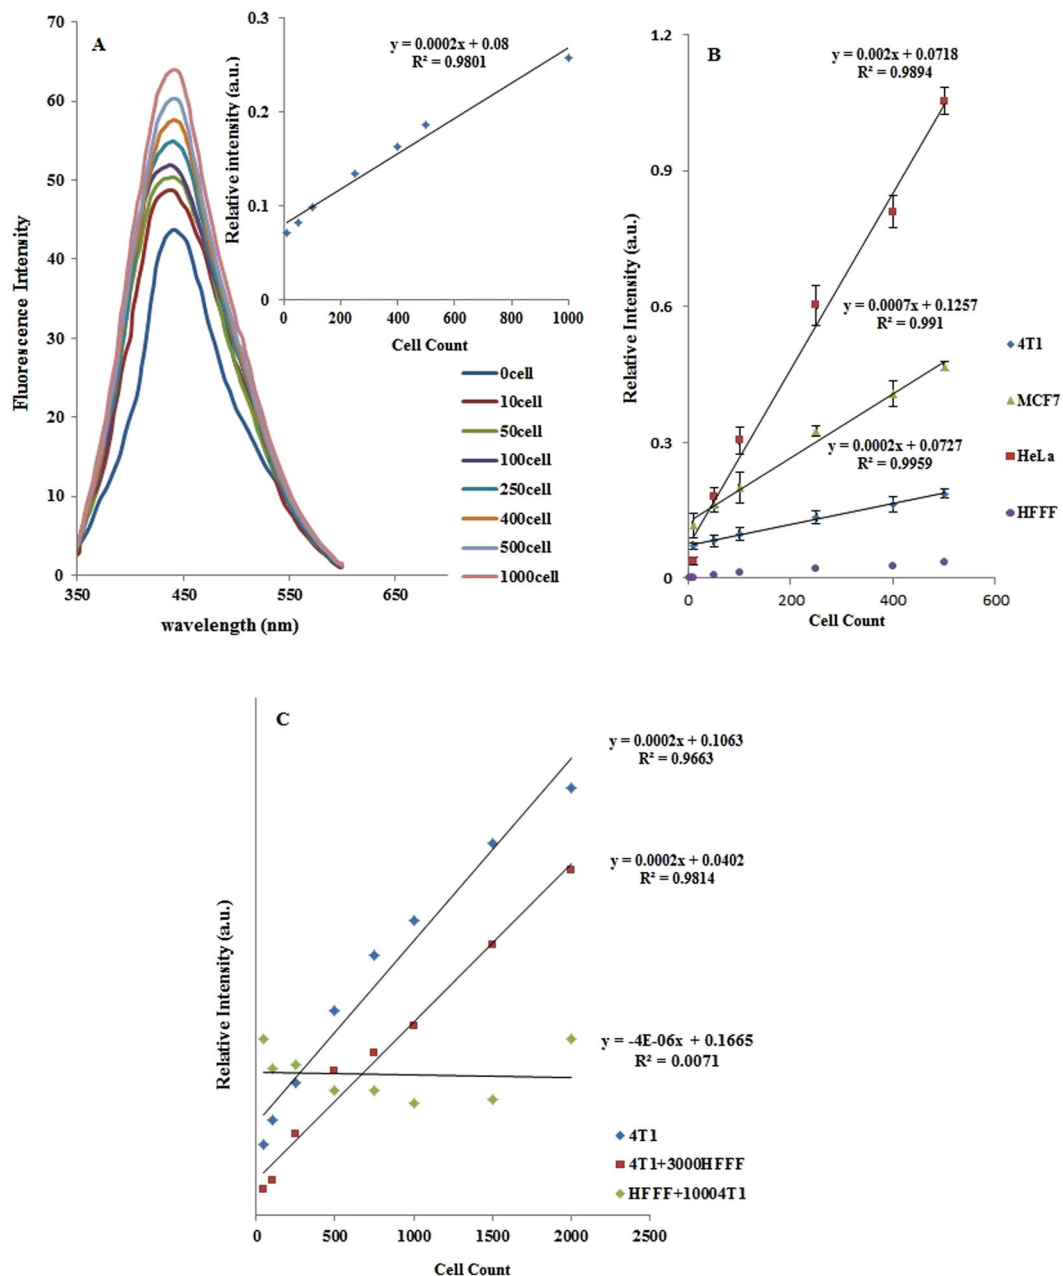 A
70
60
50
40
30
20
10
0
350
450
550
650
Fluorescence Intensity
wavelength (nm)
0.3
0.2
0.1
0
0
200
400
600
800
1000
Relative intensity (a.u.)
Cell Count
y = 0.0002x + 0.08
R² = 0.9801
0cell
10cell
50cell
100cell
250cell
400cell
500cell
1000cell
B
1.2
0.9
0.6
0.3
0
0
200
400
600
Relative Intensity (a.u.)
Cell Count
y = 0.002x + 0.0718
R² = 0.9894
y = 0.0007x + 0.1257
R² = 0.991
y = 0.0002x + 0.0727
R² = 0.9959
4T1
MCF7
HeLa
HFFF
C
Relative Intensity (a.u.)
y = 0.0002x + 0.1063
R² = 0.9663
y = 0.0002x + 0.0402
R² = 0.9814
y = -4E-06x + 0.1665
R² = 0.0071
4T1
4T1+3000HFFF
HFFF+10004T1
0
500
1000
1500
2000
2500
Cell Count